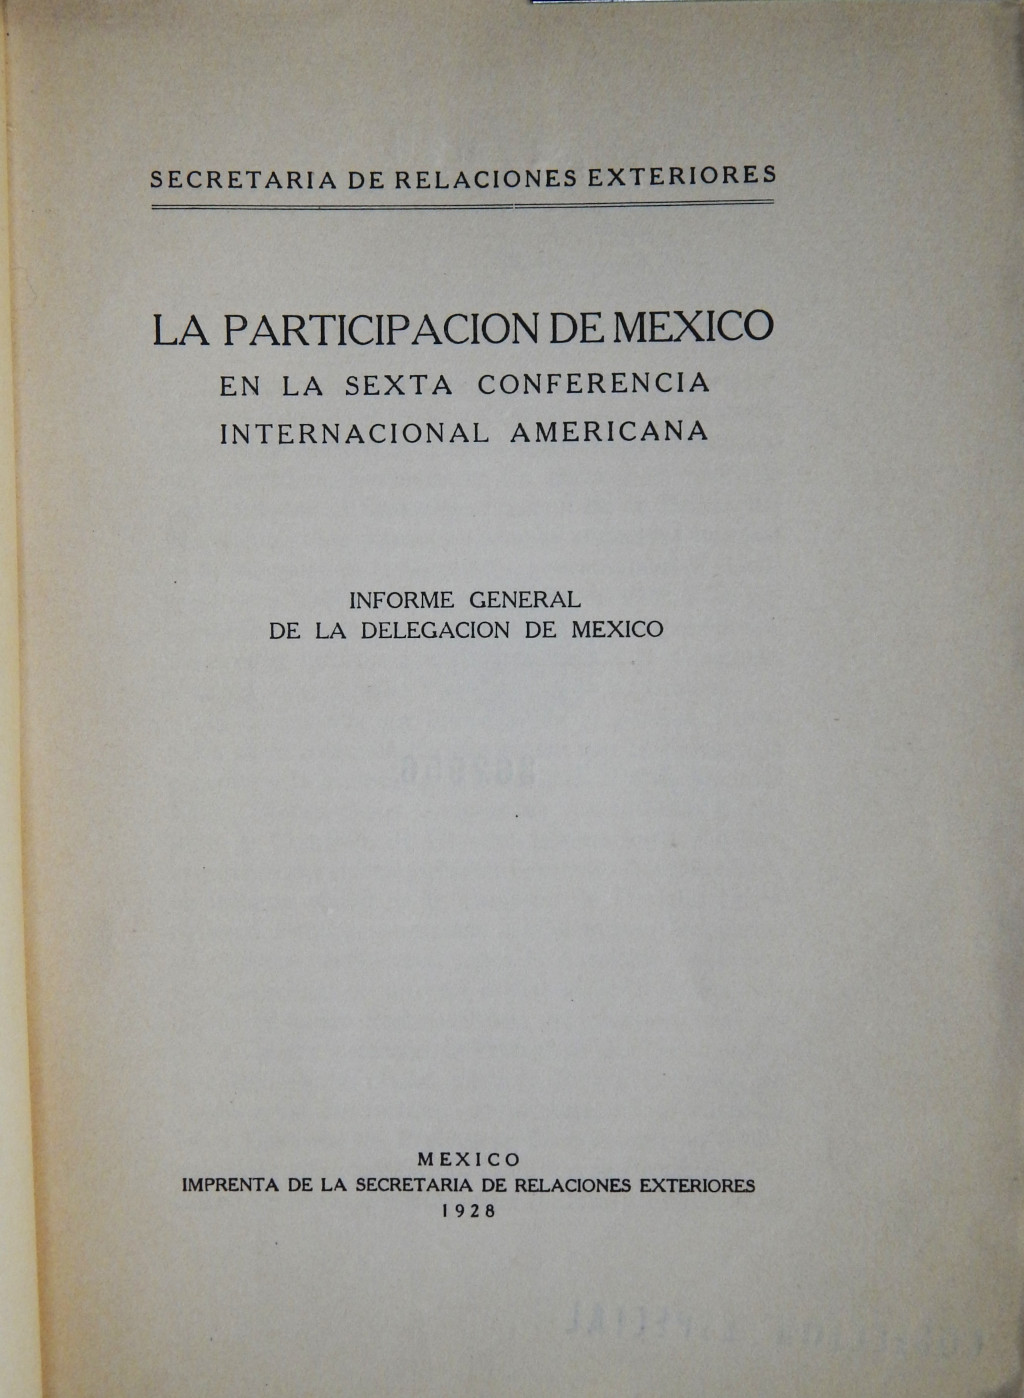 SECRETARIA DE RELACIONES EXTERIORES
LA PARTICIPACION DE MEXICO
EN LA SEXTA CONFERENCIA
INTERNACIONAL AMERICANA
INFORME GENERAL
DE LA DELEGACION DE MEXICO
MEXICO
IMPRENTA DE LA SECRETARIA DE RELACIONES EXTERIORES
1928